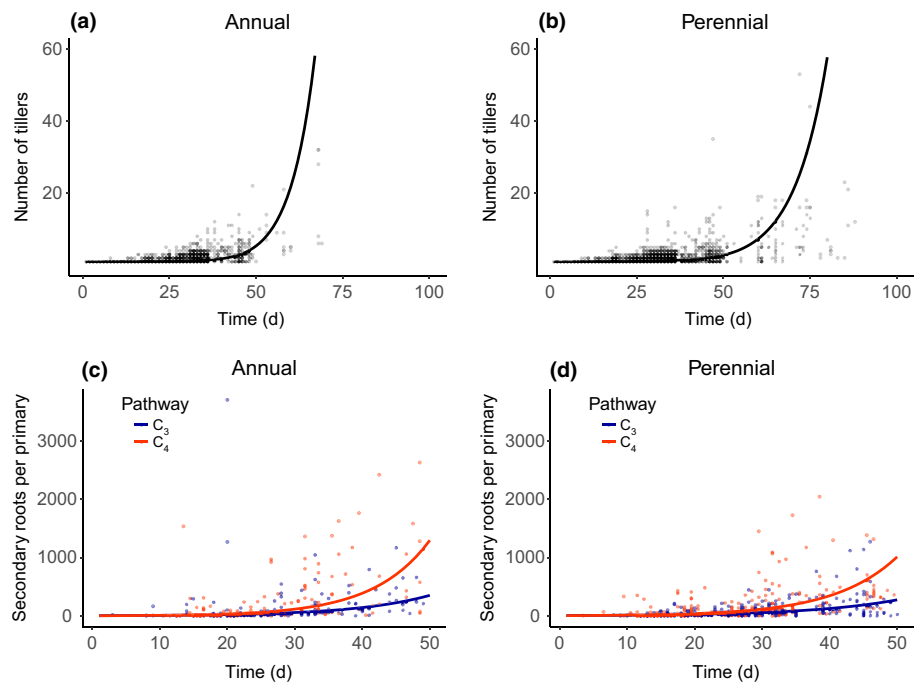 (a) Annual
Number of tillers
60
40
20
0 25 50 75 100
Time (d)
(b) Perennial
Number of tillers
60
40
20
0 25 50 75 100
Time (d)
(c) Annual
Pathway
C₃
C₄
Secondary roots per primary
3000
2000
1000
0
0 10 20 30 40 50
Time (d)
(d) Perennial
Pathway
C₃
C₄
Secondary roots per primary
3000
2000
1000
0
0 10 20 30 40 50
Time (d)